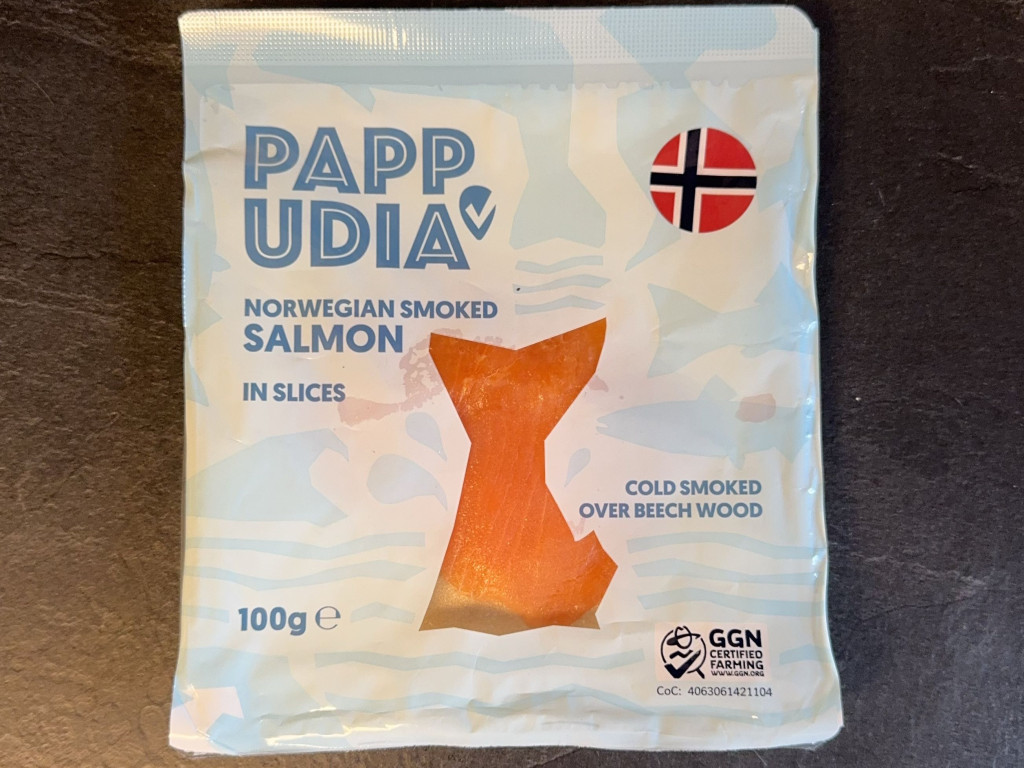 PAPP
UDIA
NORWEGIAN SMOKED
SALMON
IN SLICES
COLD SMOKED
OVER BEECH WOOD
100g ℮
GGN
CERTIFIED
FARMING
WWW.GGN.ORG
CoC: 4063061421104